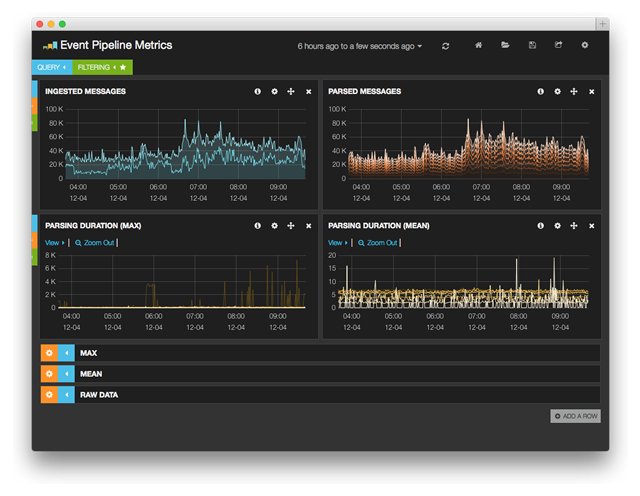 Event Pipeline Metrics
6 hours ago to a few seconds ago
QUERY
FILTERING
INGESTED MESSAGES
100 K
80 K
60 K
40 K
20 K
0
04:00 05:00 06:00 07:00 08:00 09:00
12-04 12-04 12-04 12-04 12-04 12-04
PARSED MESSAGES
100 K
80 K
60 K
40 K
20 K
0
04:00 05:00 06:00 07:00 08:00 09:00
12-04 12-04 12-04 12-04 12-04 12-04
PARSING DURATION (MAX)
View | Zoom Out |
8 K
6 K
4 K
2 K
0
04:00 05:00 06:00 07:00 08:00 09:00
12-04 12-04 12-04 12-04 12-04 12-04
PARSING DURATION (MEAN)
View | Zoom Out |
20
15
10
5
0
04:00 05:00 06:00 07:00 08:00 09:00
12-04 12-04 12-04 12-04 12-04 12-04
MAX
MEAN
RAW DATA
ADD A ROW